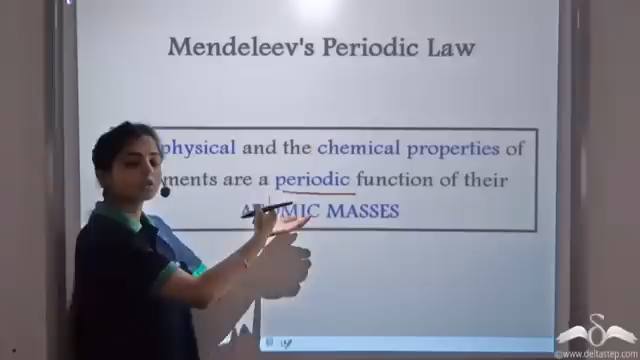 Mendeleev's Periodic Law
physical and the chemical properties of
ments are a periodic function of their
ATOMIC MASSES
©www.deltastep.com